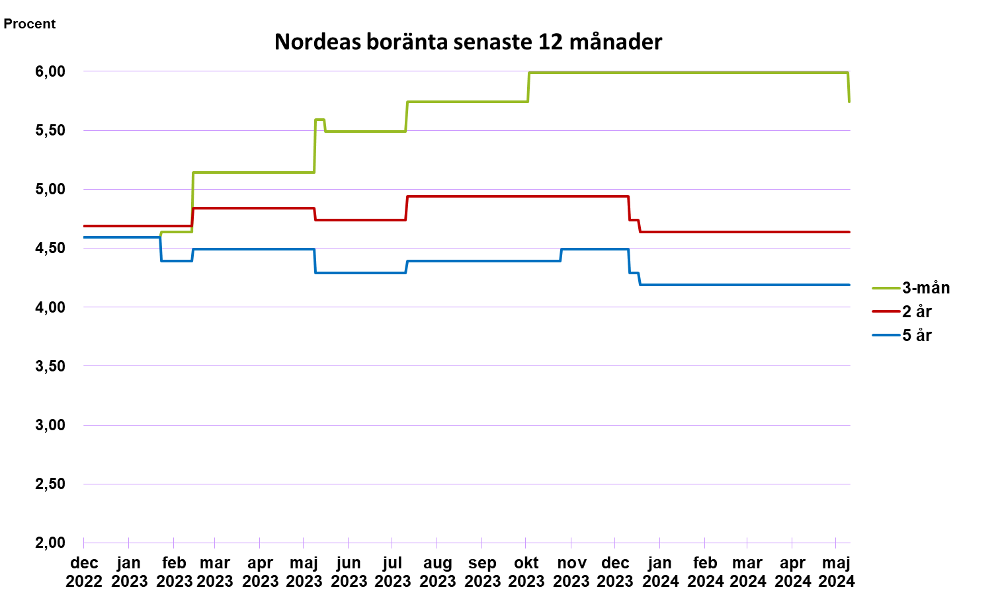 Procent
Nordeas boränta senaste 12 månader
6,00
5,50
5,00
4,50
4,00
3,50
3,00
2,50
2,00
dec jan feb mar apr maj jun jul aug sep okt nov dec jan feb mar apr maj
2022 2023 2023 2023 2023 2023 2023 2023 2023 2023 2023 2023 2023 2024 2024 2024 2024 2024
3-mån
2 år
5 år